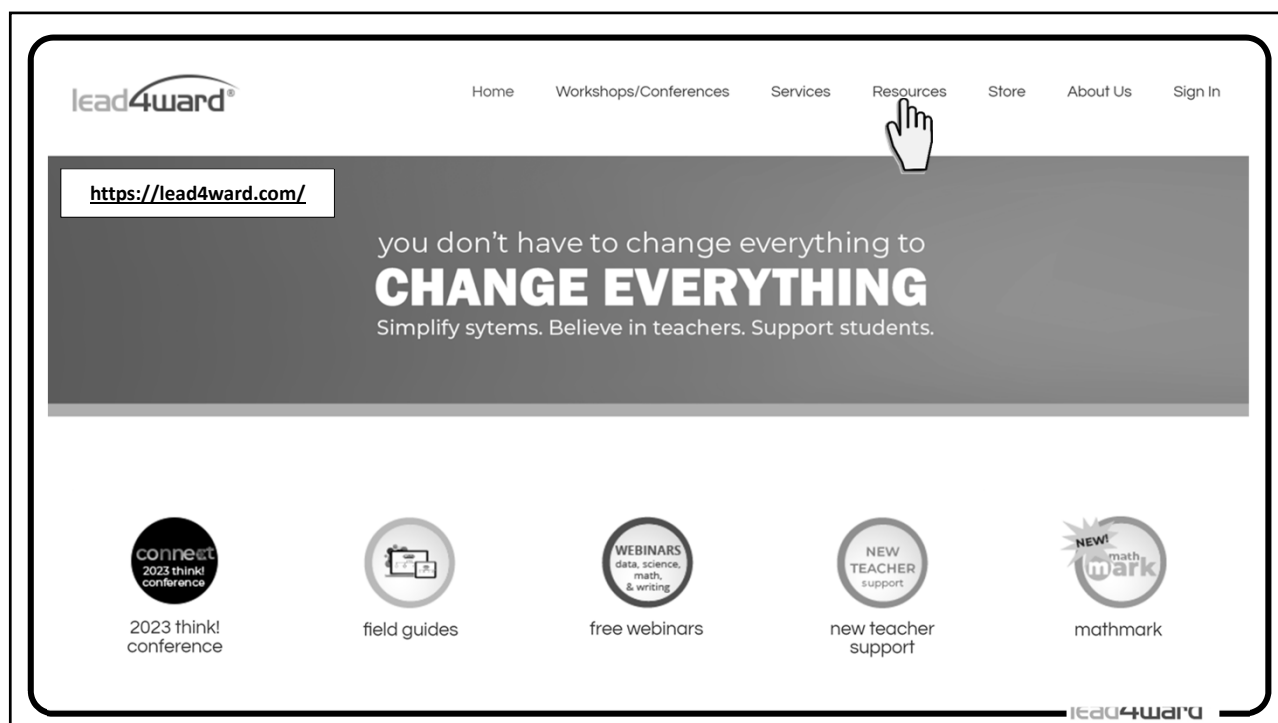 lead4ward®
Home Workshops/Conferences Services Resources Store About Us Sign In
https://lead4ward.com/
you don't have to change everything to
CHANGE EVERYTHING
Simplify sytems. Believe in teachers. Support students.
connect
2023 think!
conference
WEBINARS
data, science,
math,
& writing
NEW
TEACHER
support
NEW!
math
mark
2023 think!
conference
field guides
free webinars
new teacher
support
mathmark
lead4ward